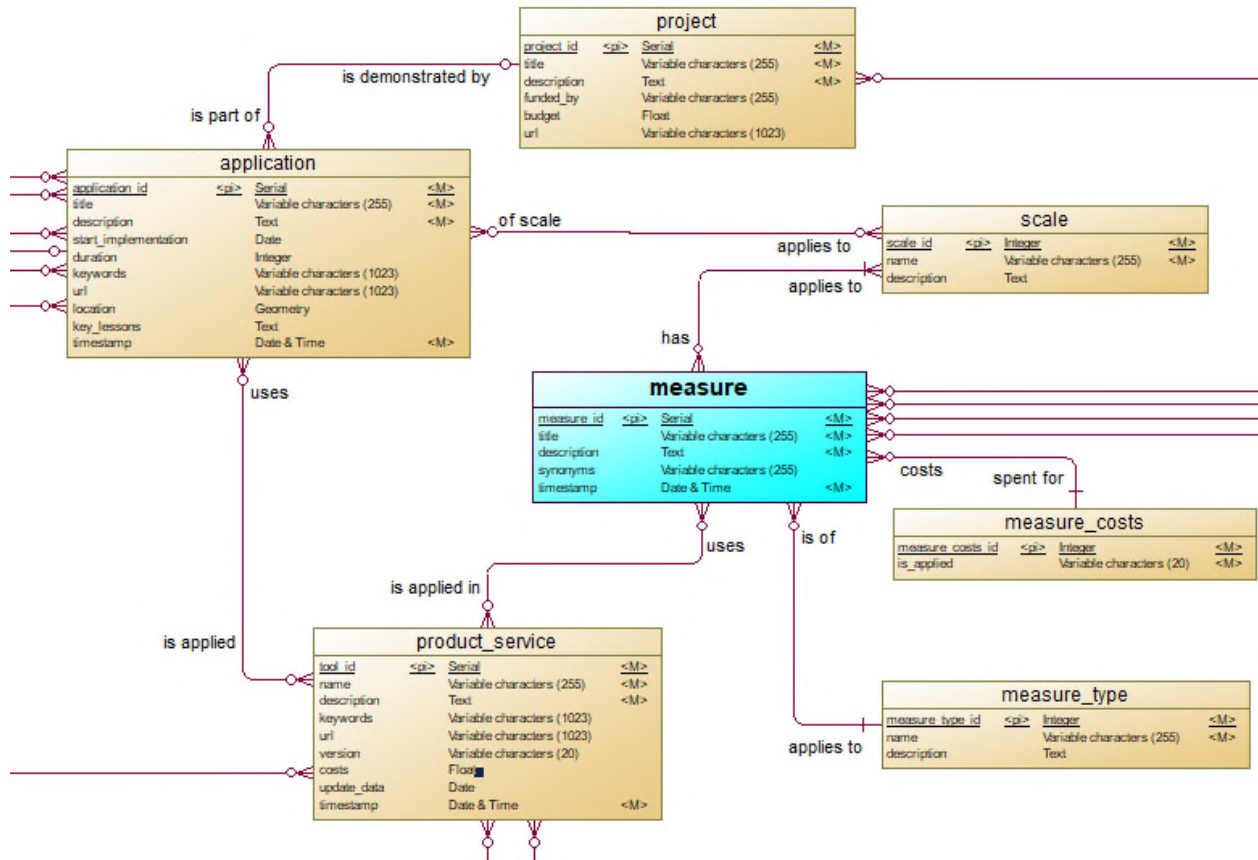 project
project_id <pi> Serial <M>
title Variable characters (255) <M>
description Text <M>
funded_by Variable characters (255)
budget Float
url Variable characters (1023)
is demonstrated by
is part of
application
application_id <pi> Serial <M>
title Variable characters (255) <M>
description Text <M>
start_implementation Date
duration Integer
keywords Variable characters (1023)
url Variable characters (1023)
location Geometry
key_lessons Text
timestamp Date & Time <M>
of scale
applies to
scale
scale_id <pi> Integer <M>
name Variable characters (255) <M>
description Text
applies to
has
uses
measure
measure_id <pi> Serial <M>
title Variable characters (255) <M>
description Text <M>
synonyms Variable characters (255)
timestamp Date & Time <M>
costs
spent for
measure_costs
measure_costs_id <pi> Integer <M>
is_applied Variable characters (20) <M>
uses
is of
is applied in
is applied
product_service
tool_id <pi> Serial <M>
name Variable characters (255) <M>
description Text <M>
keywords Variable characters (1023)
url Variable characters (1023)
version Variable characters (20)
costs Float
update_data Date
timestamp Date & Time <M>
applies to
measure_type
measure_type_id <pi> Integer <M>
name Variable characters (255) <M>
description Text